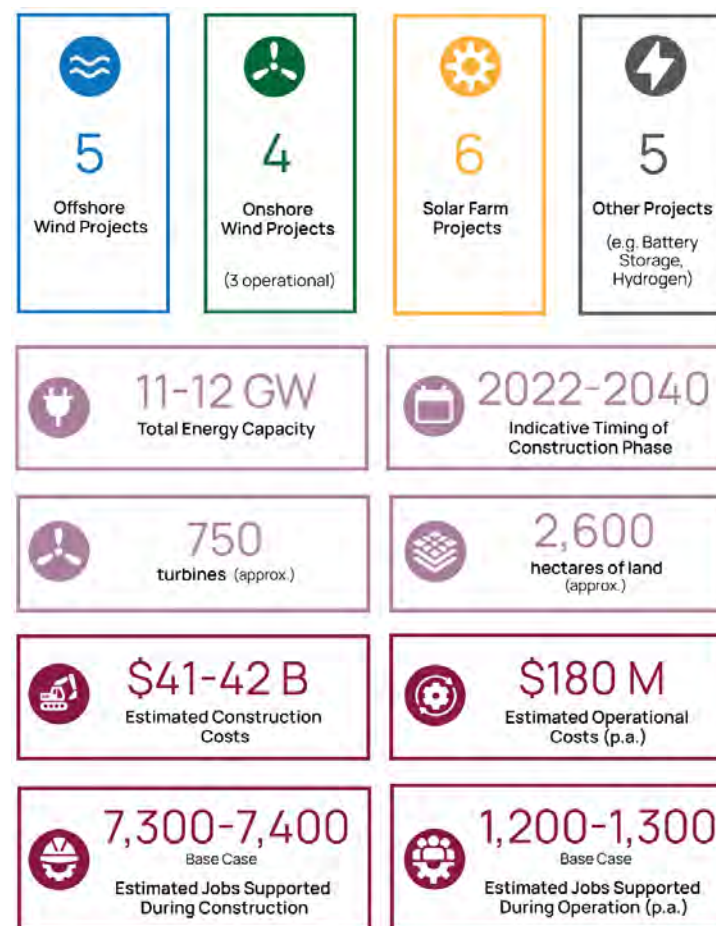 5
Offshore
Wind Projects
4
Onshore
Wind Projects
(3 operational)
6
Solar Farm
Projects
5
Other Projects
(e.g. Battery
Storage,
Hydrogen)
11-12 GW
Total Energy Capacity
2022-2040
Indicative Timing of
Construction Phase
750
turbines (approx.)
2,600
hectares of land
(approx.)
$41-42 B
Estimated Construction
Costs
$180 M
Estimated Operational
Costs (p.a.)
7,300-7,400
Base Case
Estimated Jobs Supported
During Construction
1,200-1,300
Base Case
Estimated Jobs Supported
During Operation (p.a.)